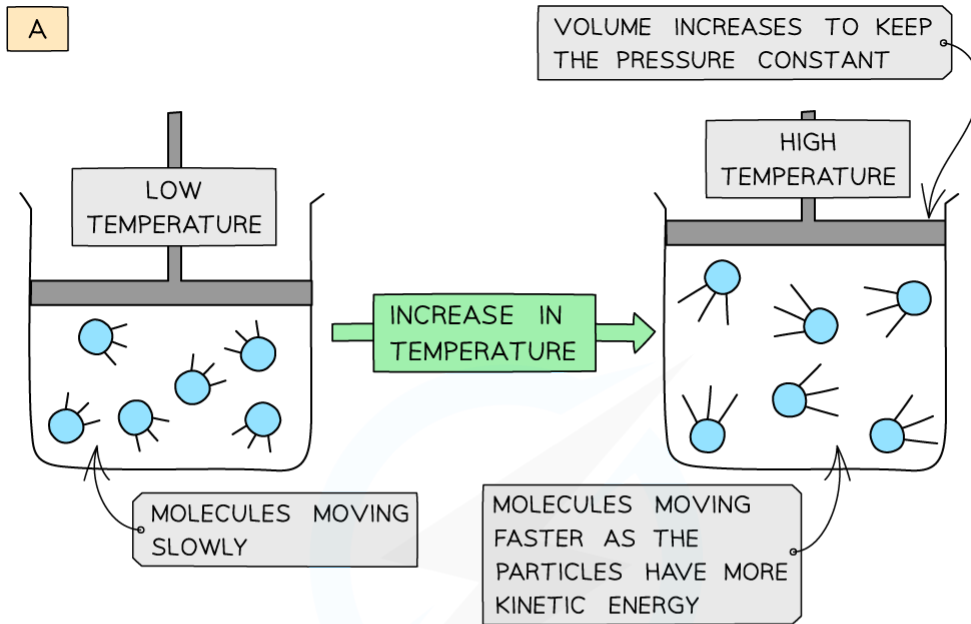 A
VOLUME INCREASES TO KEEP
THE PRESSURE CONSTANT
LOW
TEMPERATURE
HIGH
TEMPERATURE
INCREASE IN
TEMPERATURE
MOLECULES MOVING
SLOWLY
MOLECULES MOVING
FASTER AS THE
PARTICLES HAVE MORE
KINETIC ENERGY